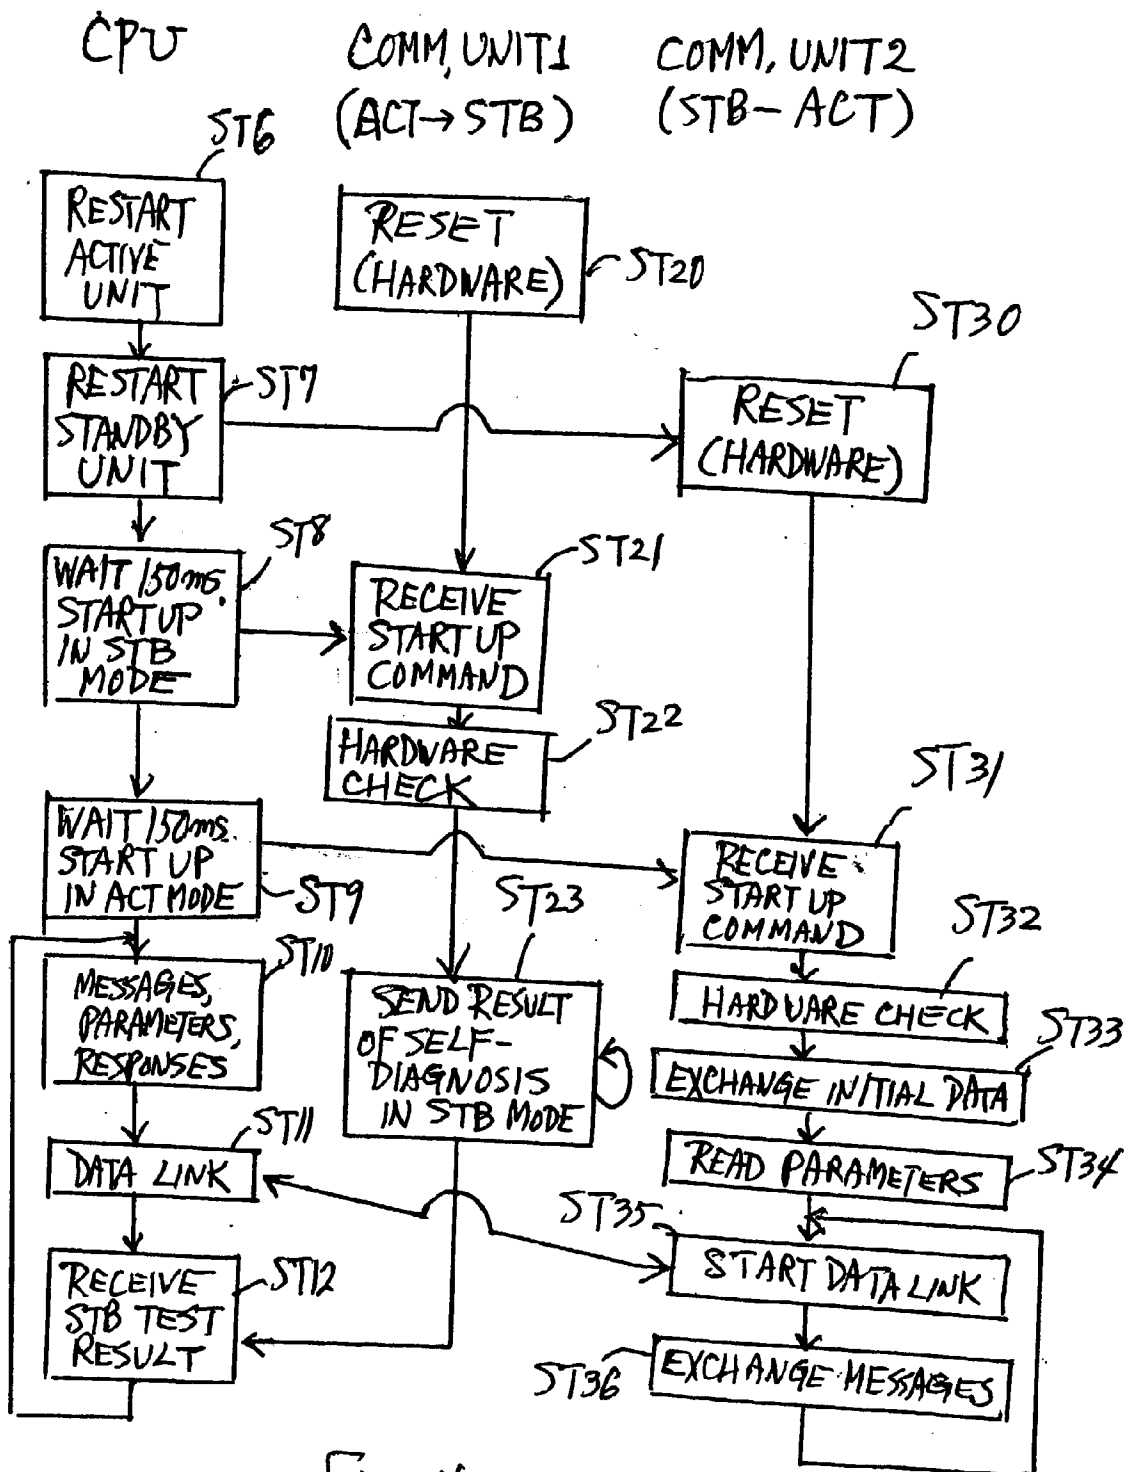 CPU
COMM, UNIT1
(ACT→STB)
COMM, UNIT2
(STB-ACT)
ST6
RESTART
ACTIVE
UNIT
RESET
(HARDWARE)
ST20
ST30
RESTART
STANDBY
UNIT
ST7
RESET
(HARDWARE)
ST8
WAIT 150ms.
STARTUP
IN STB
MODE
ST21
RECEIVE
START UP
COMMAND
ST22
HARDWARE
CHECK
ST31
WAIT 150ms.
START UP
IN ACT MODE
ST9
RECEIVE
START UP
COMMAND
ST23
ST32
ST10
MESSAGES,
PARAMETERS,
RESPONSES
SEND RESULT
OF SELF-
DIAGNOSIS
IN STB MODE
HARDWARE CHECK
ST33
EXCHANGE INITIAL DATA
ST11
DATA LINK
READ PARAMETERS
ST34
ST35
START DATA LINK
ST12
RECEIVE
STB TEST
RESULT
ST36
EXCHANGE MESSAGES